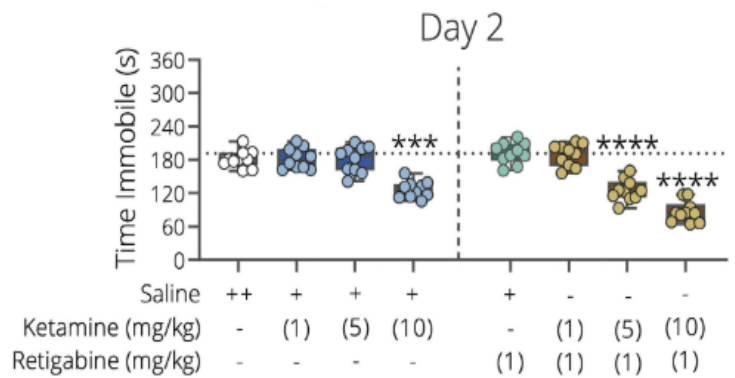 Day 2
Time Immobile (s)
360
300
240
180
120
60
0
*** **** ****
Saline ++ + + + + - - -
Ketamine (mg/kg) - (1) (5) (10) - (1) (5) (10)
Retigabine (mg/kg) - - - - (1) (1) (1) (1)